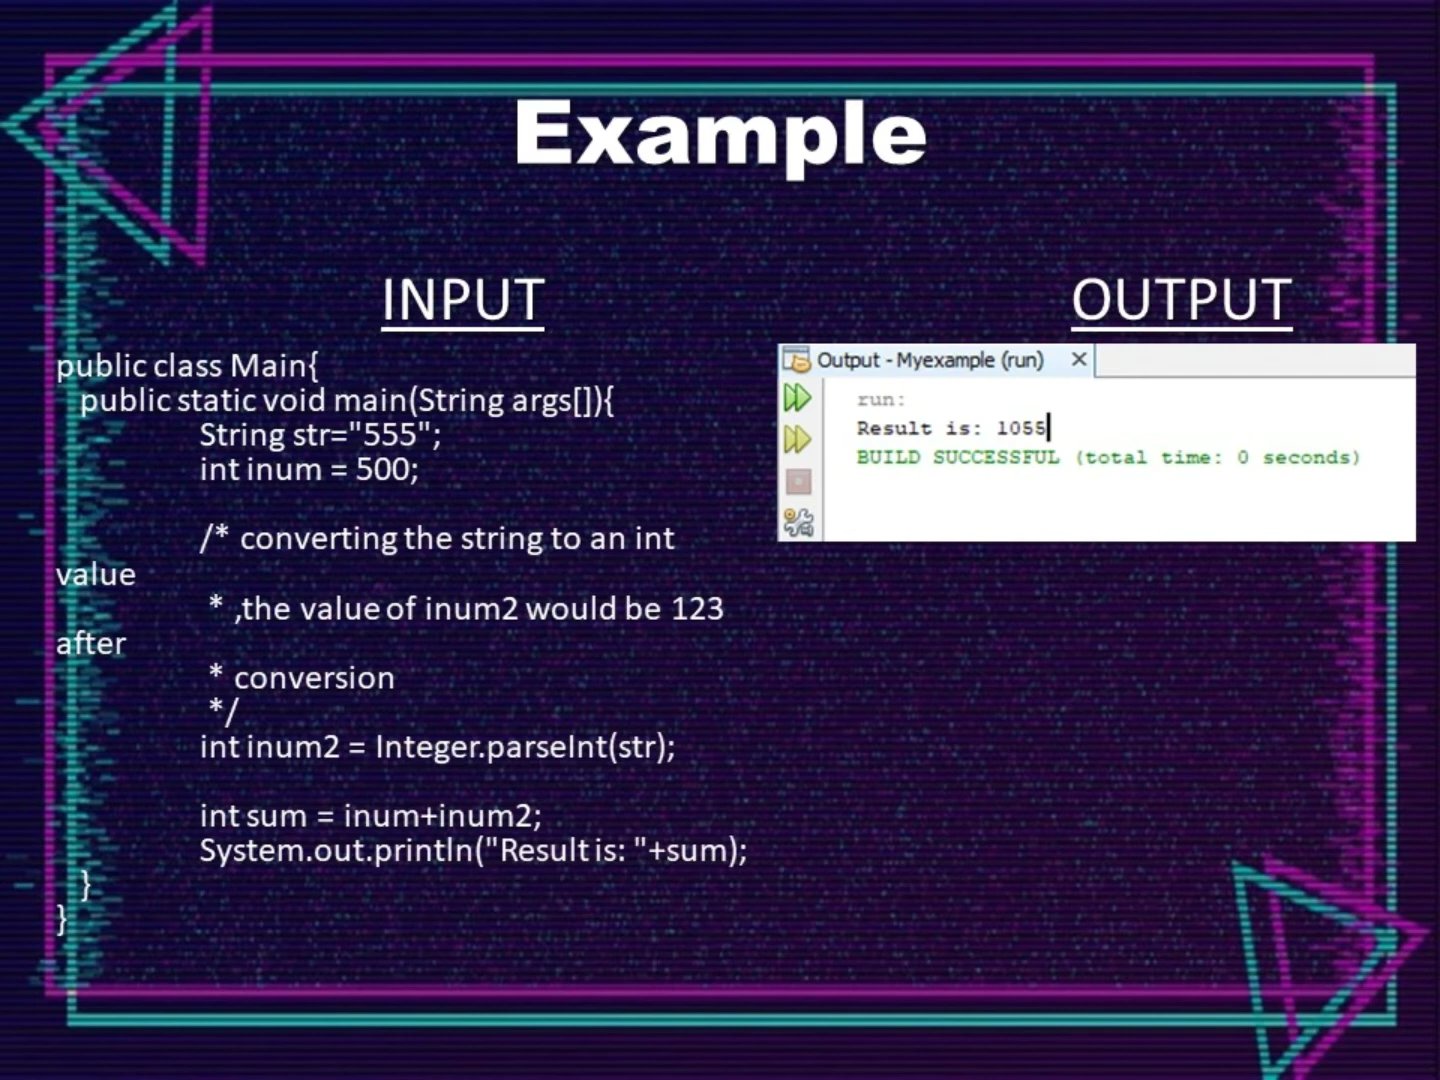 Example
INPUT
public class Main{
public static void main(String args[]){
String str="555";
int inum = 500;
/* converting the string to an int
value
* ,the value of inum2 would be 123
after
* conversion
*/
int inum2 = Integer.parseInt(str);
int sum = inum+inum2;
System.out.println("Result is: "+sum);
}
}
OUTPUT
Output - Myexample (run)
run:
Result is: 1055
BUILD SUCCESSFUL (total time: 0 seconds)